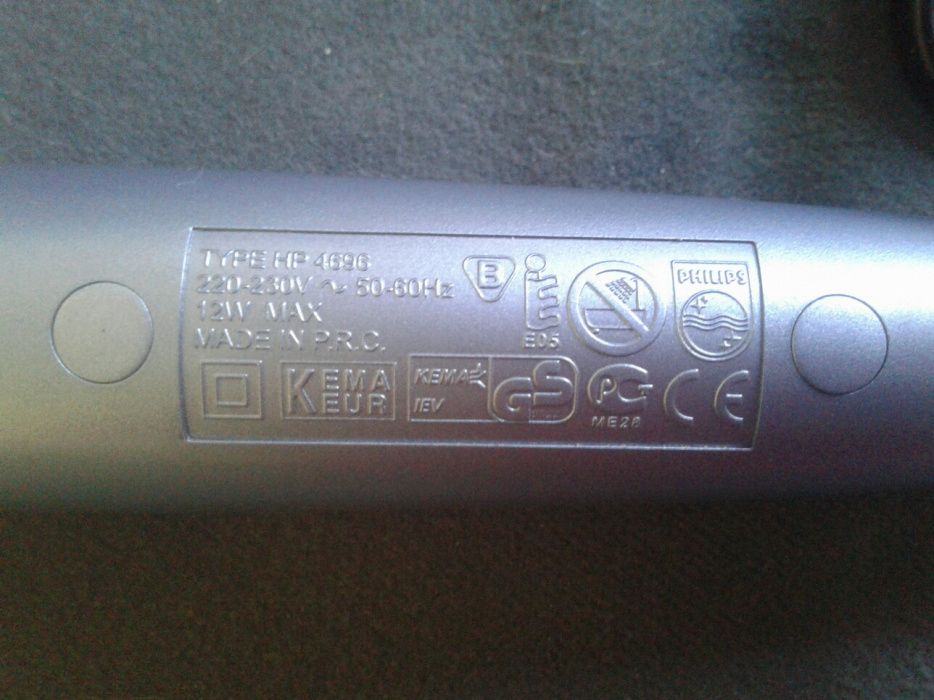 TYPE HP 4696
220-230V ~ 50-60Hz
12W MAX
MADE IN P.R.C.
B
E05
PHILIPS
KEMA
KEUR
KEMA
IEV
GS
PG
ME28
CE